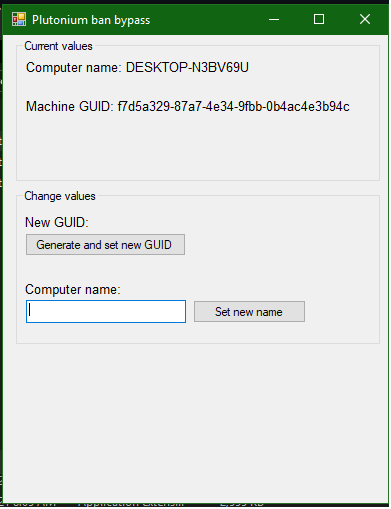 Plutonium ban bypass
Current values
Computer name: DESKTOP-N3BV69U
Machine GUID: f7d5a329-87a7-4e34-9fbb-0b4ac4e3b94c
Change values
New GUID:
Generate and set new GUID
Computer name:
Set new name